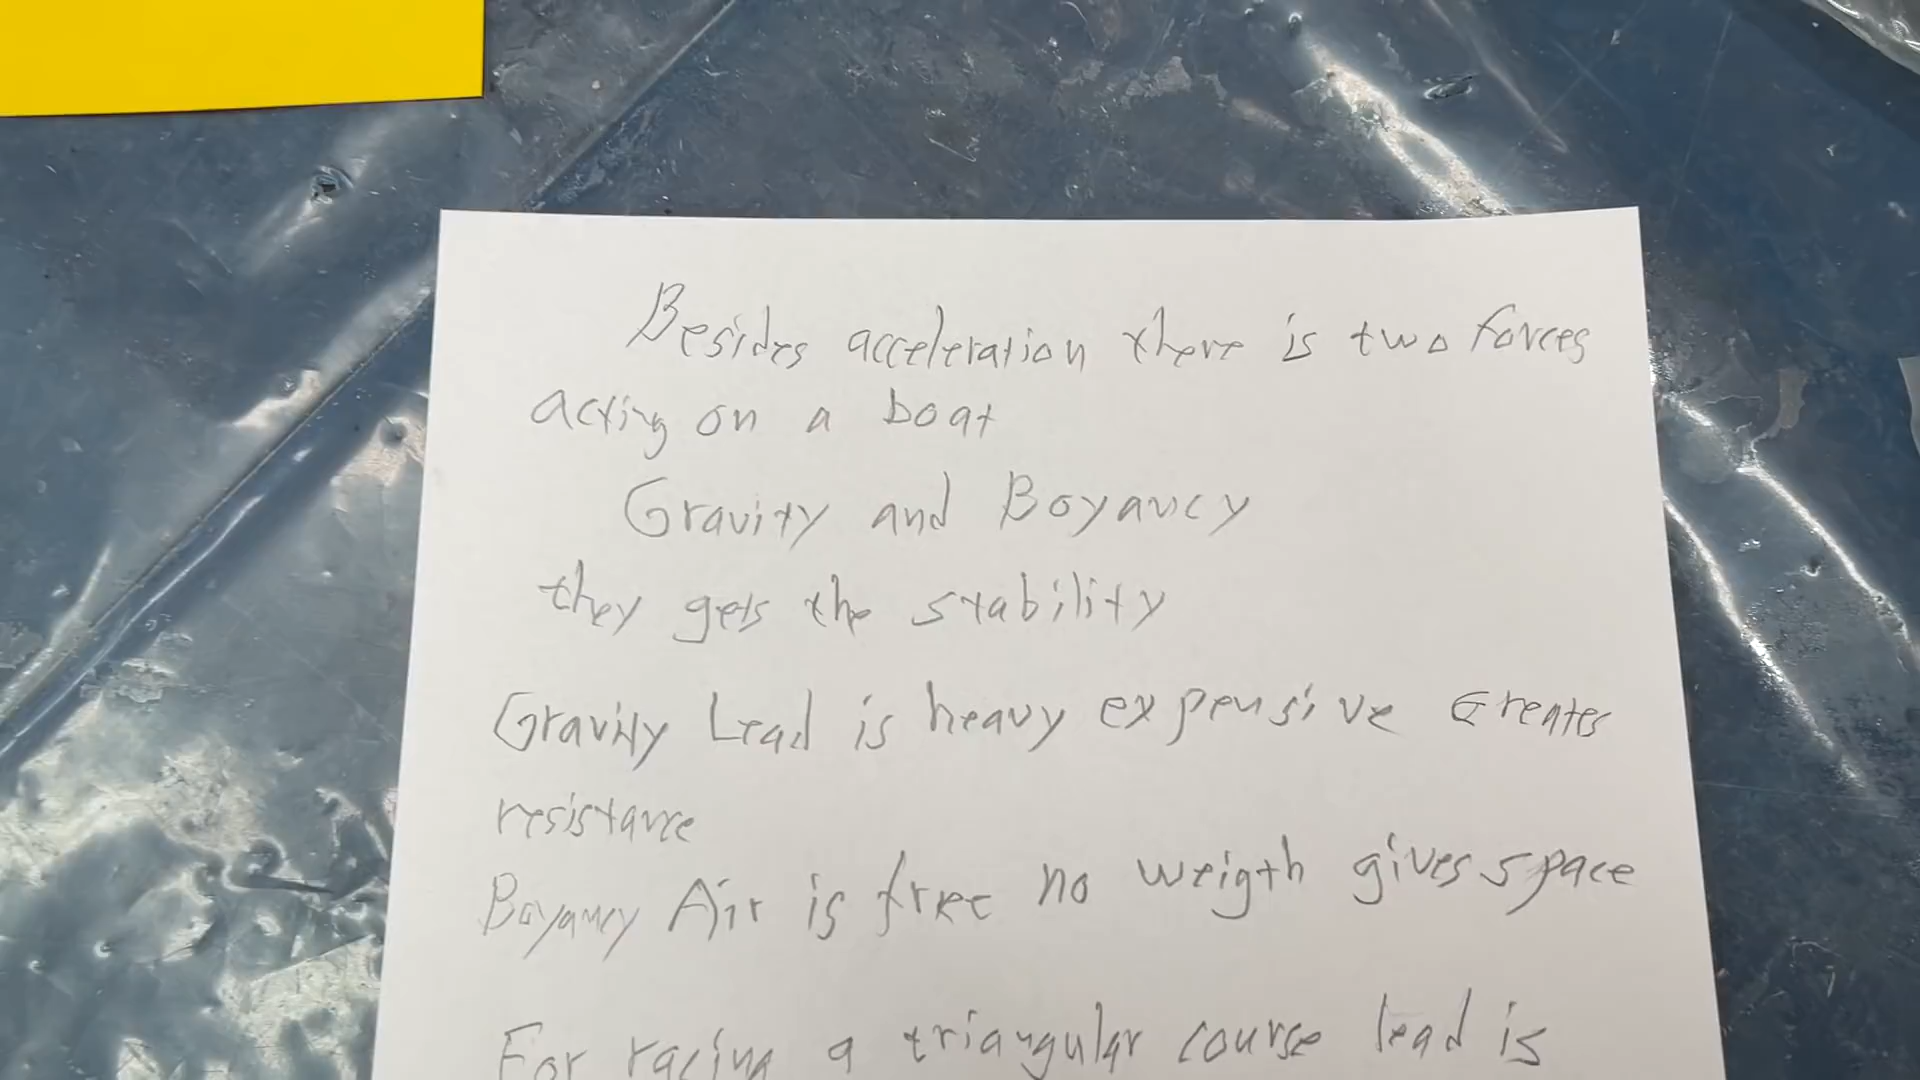 Besides acceleration there is two forces
acting on a boat
Gravity and Boyancy
they gets the stability
Gravity Lead is heavy expensive Greates
resistance
Boyancy Air is free no weigth gives space
For racing a triangular course lead is